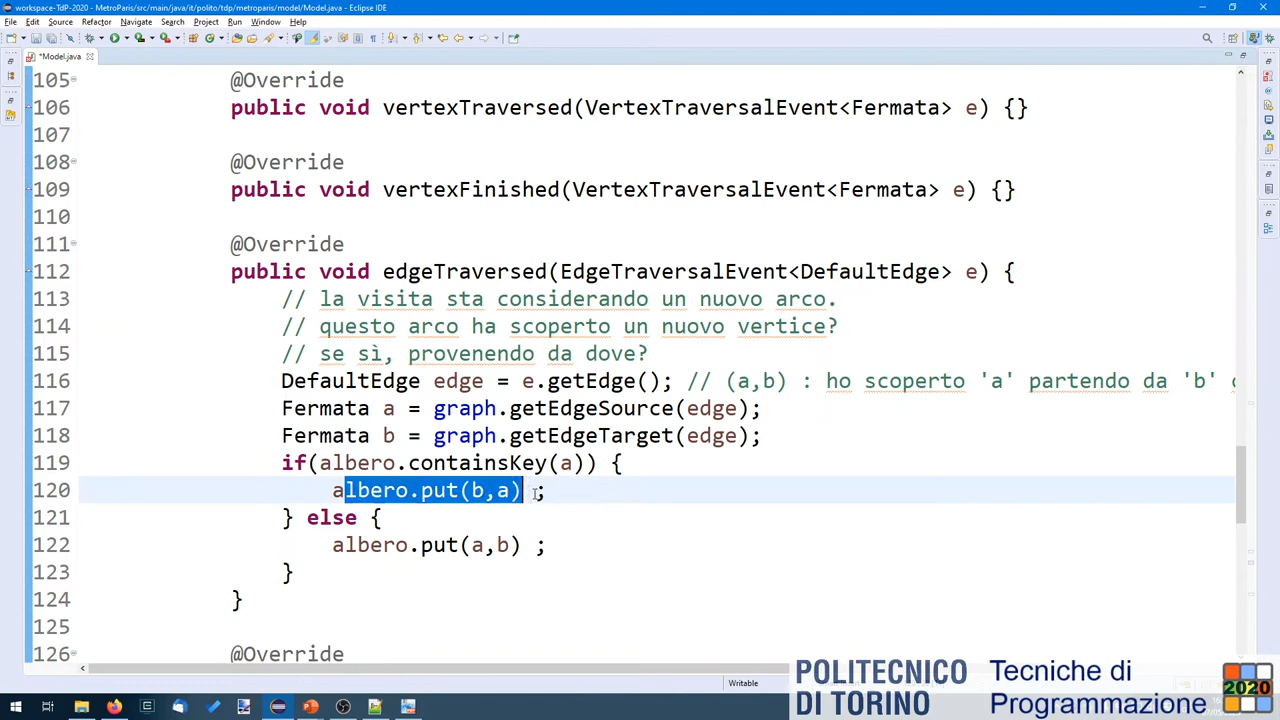 workspace-TdP-2020 - MetroParis/src/main/java/it/polito/tdp/metroparis/model/Model.java - Eclipse IDE
File Edit Source Refactor Navigate Search Project Run Window Help
*Model.java
105 @Override
106 public void vertexTraversed(VertexTraversalEvent<Fermata> e) {}
107
108 @Override
109 public void vertexFinished(VertexTraversalEvent<Fermata> e) {}
110
111 @Override
112 public void edgeTraversed(EdgeTraversalEvent<DefaultEdge> e) {
113 // la visita sta considerando un nuovo arco.
114 // questo arco ha scoperto un nuovo vertice?
115 // se sì, provenendo da dove?
116 DefaultEdge edge = e.getEdge(); // (a,b) : ho scoperto 'a' partendo da 'b'
117 Fermata a = graph.getEdgeSource(edge);
118 Fermata b = graph.getEdgeTarget(edge);
119 if(albero.containsKey(a)) {
120 albero.put(b,a) ;
121 } else {
122 albero.put(a,b) ;
123 }
124 }
125
126 @Override
Writable
POLITECNICO
DI TORINO
Tecniche di
Programmazione
2020